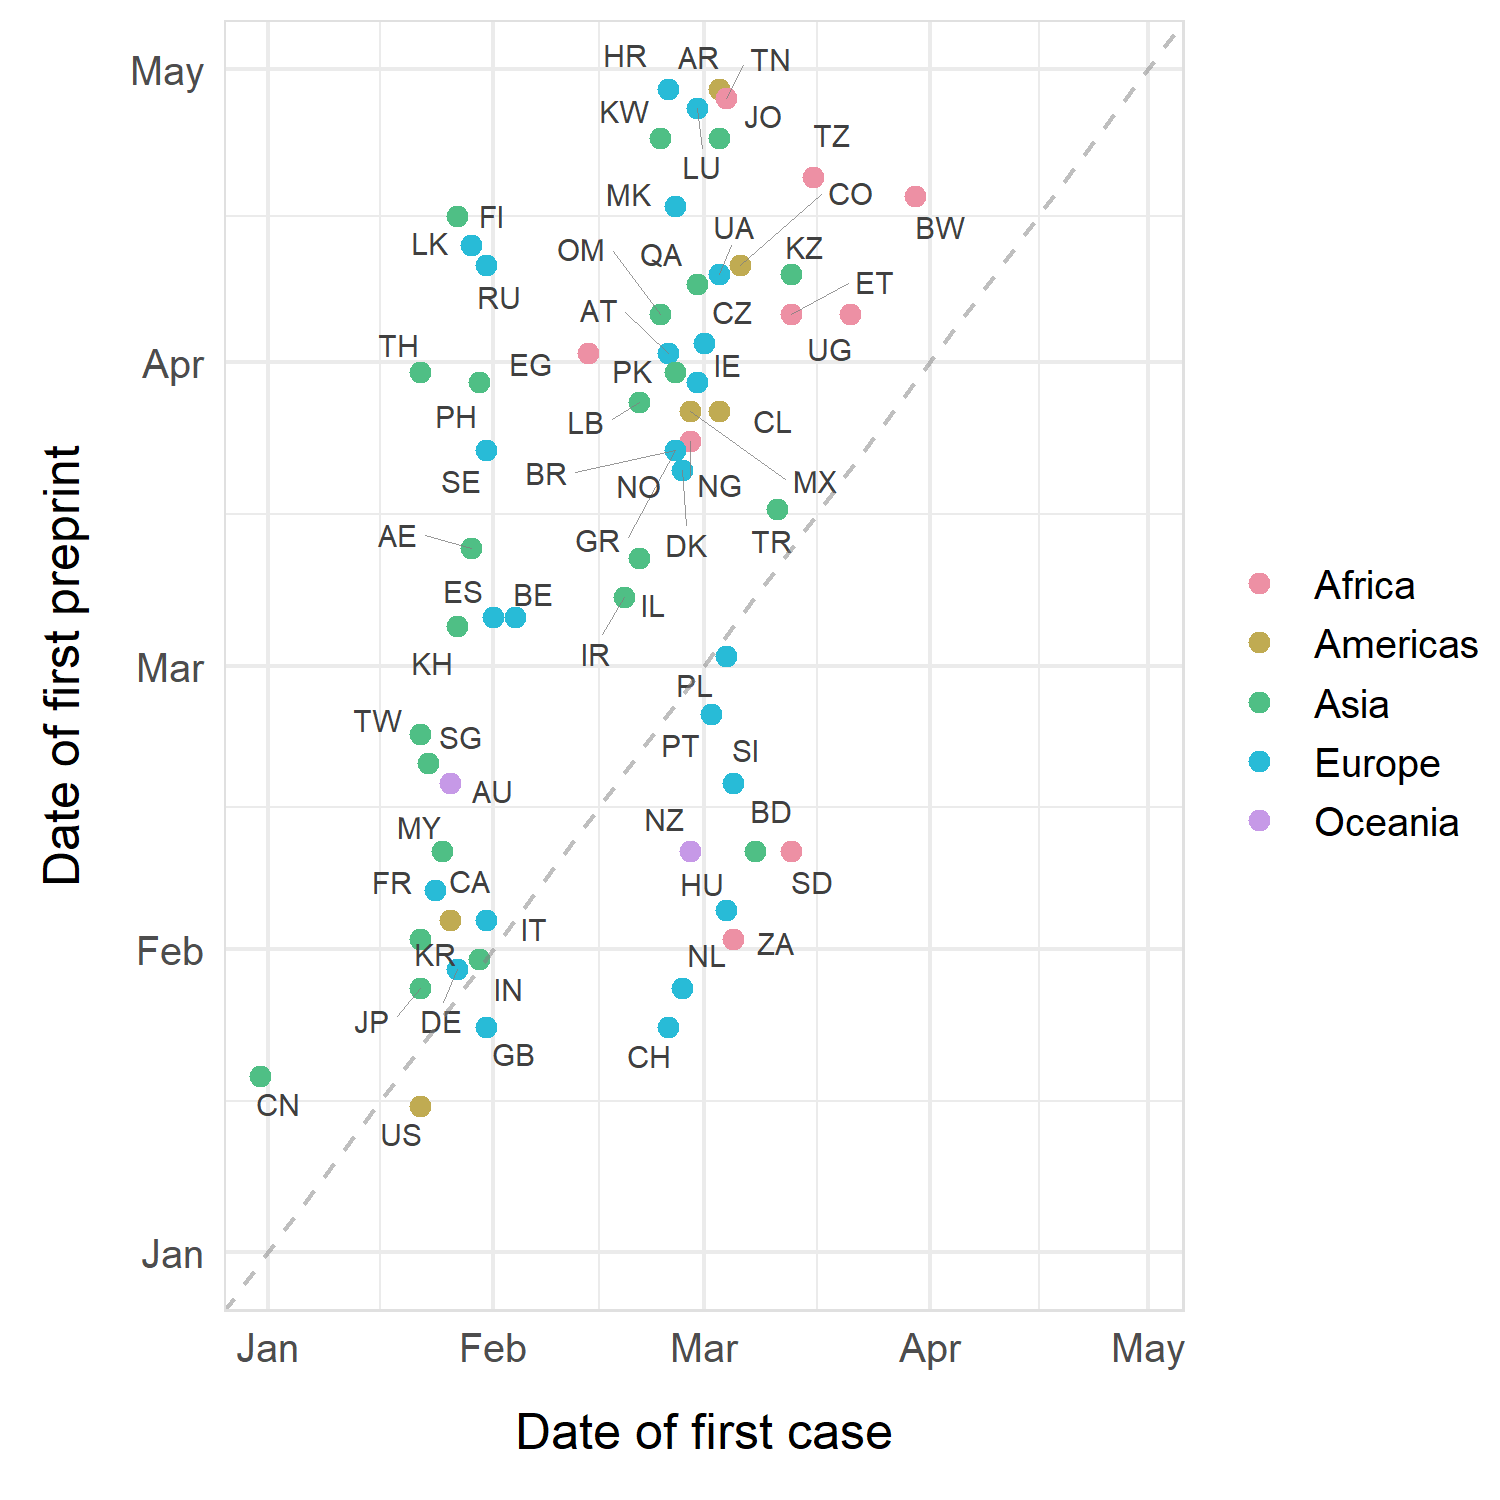 HR AR TN
KW JO
TZ
LU
MK CO
FI UA BW
LK OM QA KZ
RU ET
AT CZ
TH EG UG
PK IE
PH LB CL
SE BR NO NG MX
AE GR DK TR
ES BE IL
KH IR
PL
TW SG PT SI
AU
MY NZ BD
FR CA HU SD
IT
KR NL ZA
IN
JP DE
GB CH
CN
US
May
Apr
Mar
Feb
Jan
Date of first preprint
Jan Feb Mar Apr May
Date of first case
Africa
Americas
Asia
Europe
Oceania